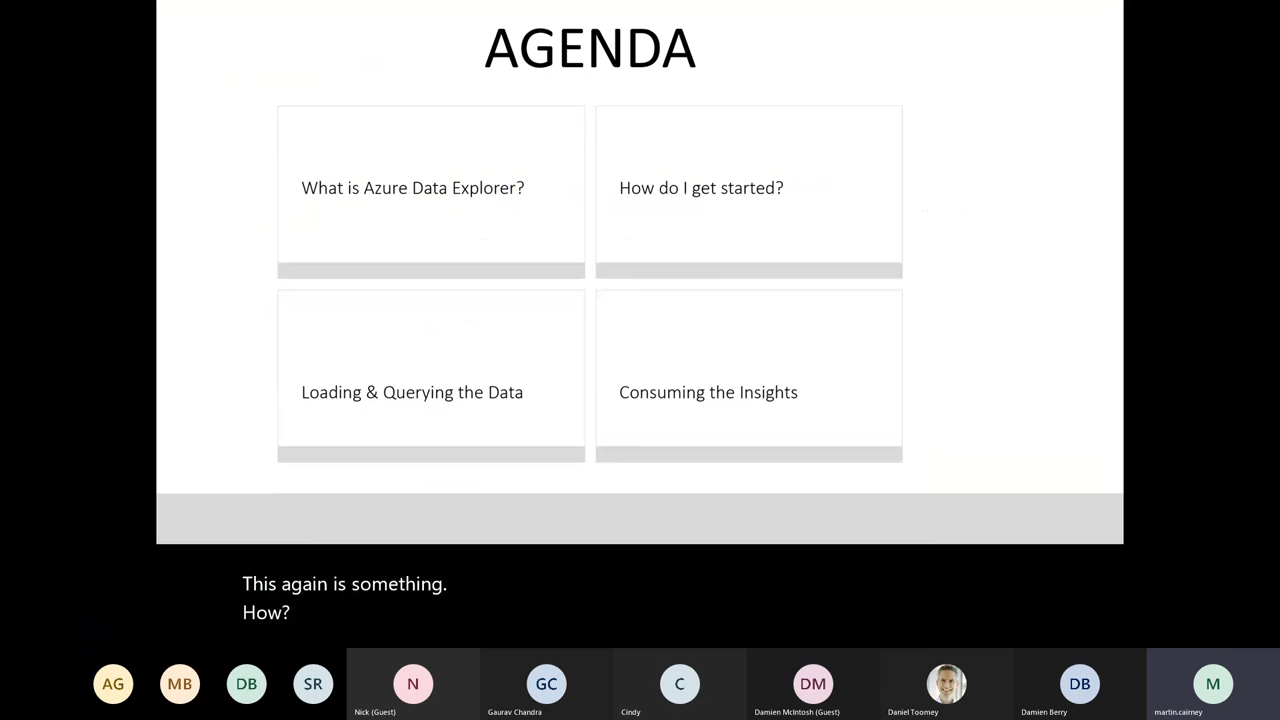 AGENDA
What is Azure Data Explorer?
How do I get started?
Loading & Querying the Data
Consuming the Insights
This again is something.
How?
AG
MB
DB
SR
N
GC
C
DM
DB
M
Nick (Guest)
Gaurav Chandra
Cindy
Damien McIntosh (Guest)
Daniel Toomey
Damien Berry
martin.cairney